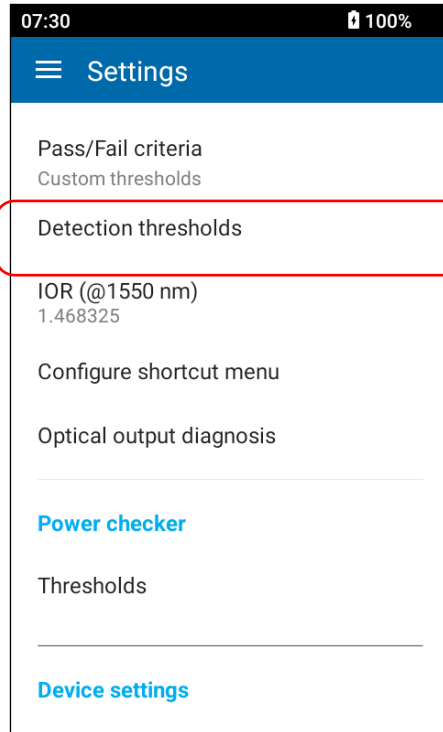 07:30 100%
Settings
Pass/Fail criteria
Custom thresholds
Detection thresholds
IOR (@1550 nm)
1.468325
Configure shortcut menu
Optical output diagnosis
Power checker
Thresholds
Device settings